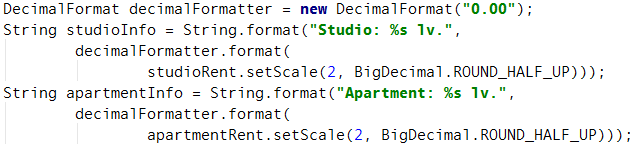 DecimalFormat decimalFormatter = new DecimalFormat("0.00");
String studioInfo = String.format("Studio: %s lv.",
        decimalFormatter.format(
                studioRent.setScale(2, BigDecimal.ROUND_HALF_UP)));
String apartmentInfo = String.format("Apartment: %s lv.",
        decimalFormatter.format(
                apartmentRent.setScale(2, BigDecimal.ROUND_HALF_UP)));